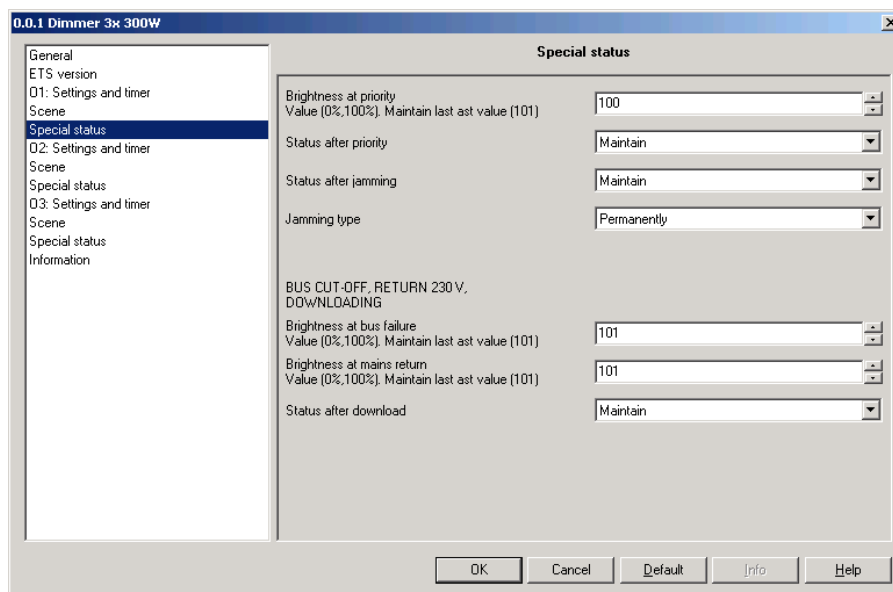 0.0.1 Dimmer 3x 300W
General
ETS version
O1: Settings and timer
Scene
Special status
O2: Settings and timer
Scene
Special status
O3: Settings and timer
Scene
Special status
Information
Special status
Brightness at priority
Value (0%,100%). Maintain last ast value (101)
100
Status after priority
Maintain
Status after jamming
Maintain
Jamming type
Permanently
BUS CUT-OFF, RETURN 230 V,
DOWNLOADING
Brightness at bus failure
Value (0%,100%). Maintain last ast value (101)
101
Brightness at mains return
Value (0%,100%). Maintain last ast value (101)
101
Status after download
Maintain
OK Cancel Default Info Help